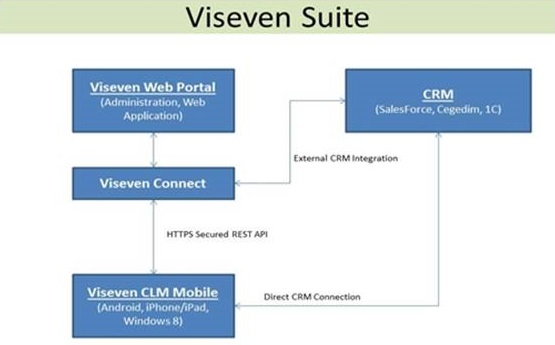 Viseven Suite
Viseven Web Portal
(Administration, Web
Application)
CRM
(SalesForce, Cegedim, 1C)
External CRM Integration
Viseven Connect
HTTPS Secured REST API
Viseven CLM Mobile
(Android, iPhone/iPad,
Windows 8)
Direct CRM Connection